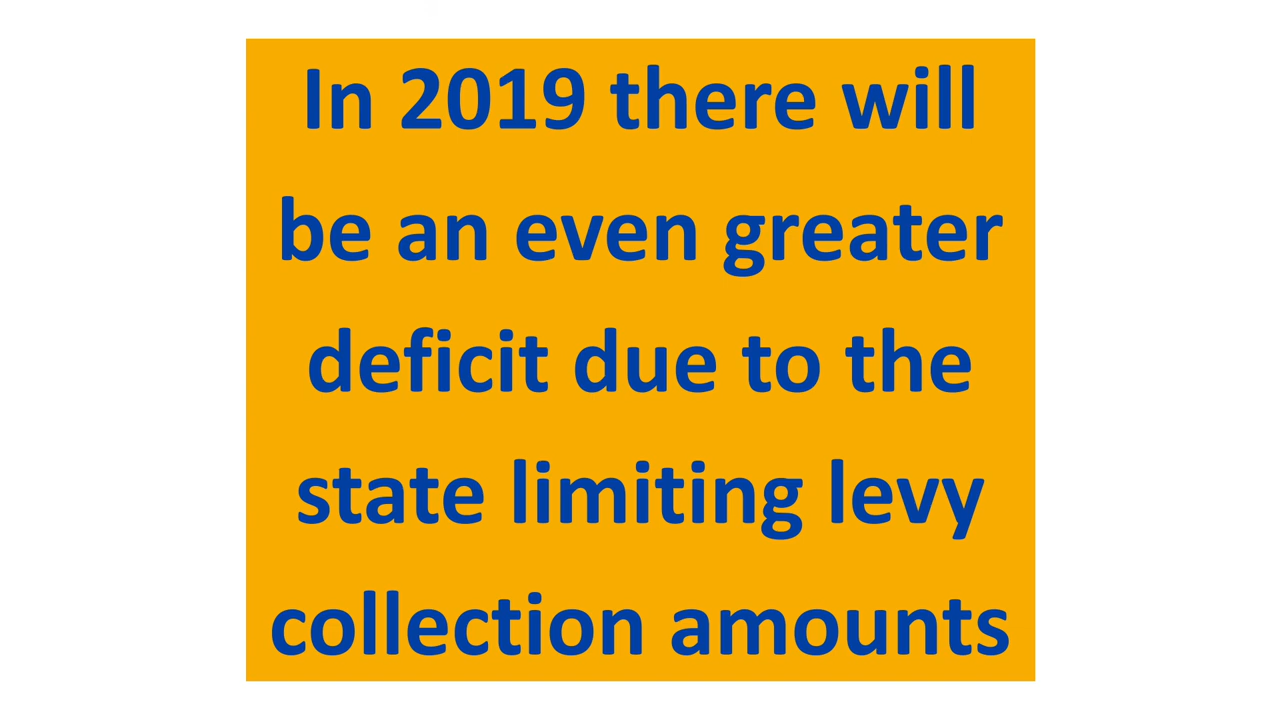 In 2019 there will
be an even greater
deficit due to the
state limiting levy
collection amounts